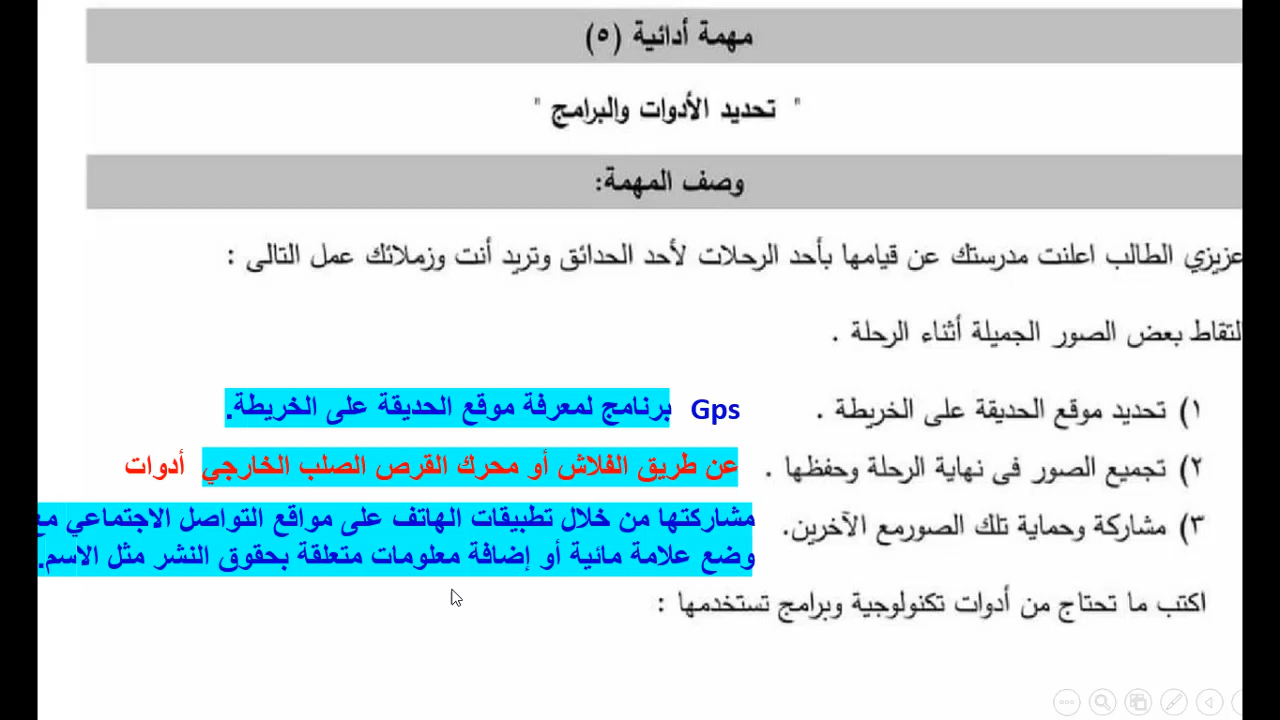 مهمة أدائية (٥)
" تحديد الأدوات والبرامج "
وصف المهمة:
عزيزي الطالب اعلنت مدرستك عن قيامها بأحد الرحلات لأحد الحدائق وتريد أنت وزملائك عمل التالى :
لتقاط بعض الصور الجميلة أثناء الرحلة .
١) تحديد موقع الحديقة على الخريطة . Gps برنامج لمعرفة موقع الحديقة على الخريطة.
٢) تجميع الصور فى نهاية الرحلة وحفظها . عن طريق الفلاش أو محرك القرص الصلب الخارجي أدوات
٣) مشاركة وحماية تلك الصورمع الآخرين. مشاركتها من خلال تطبيقات الهاتف على مواقع التواصل الاجتماعي مع
وضع علامة مائية أو إضافة معلومات متعلقة بحقوق النشر مثل الاسم.
اكتب ما تحتاج من أدوات تكنولوجية وبرامج تستخدمها :